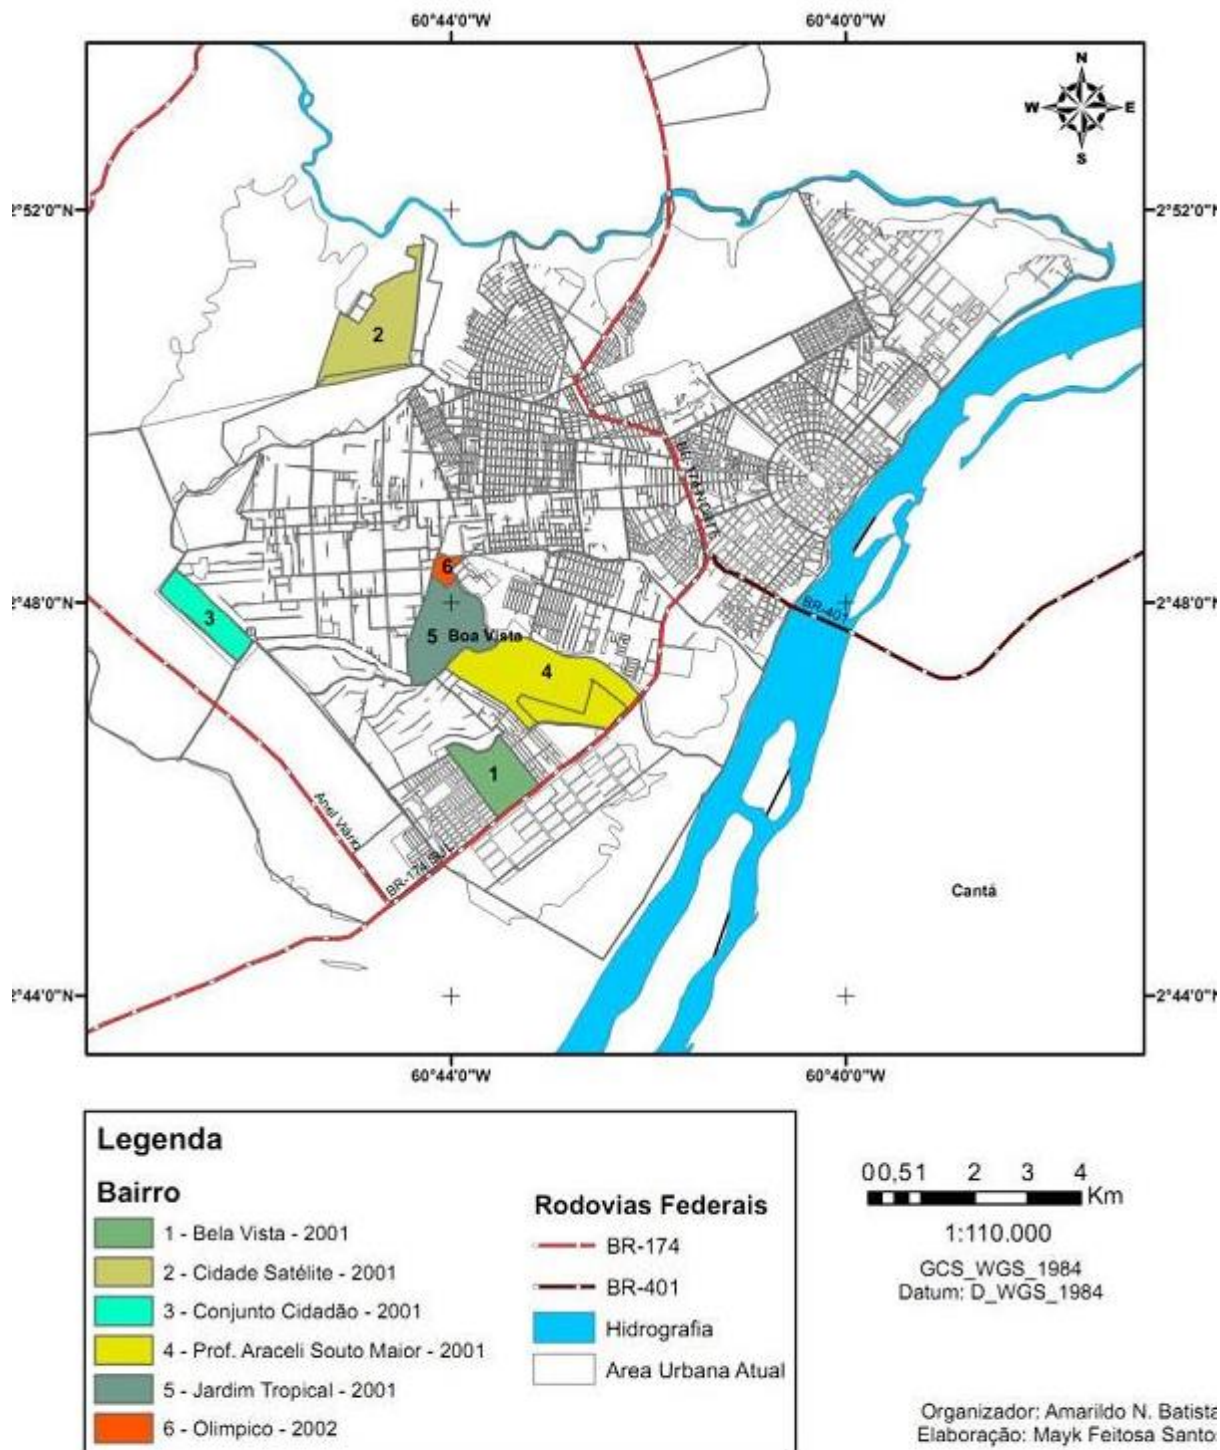 60°44'0"W 60°40'0"W
N
W E
S
2°52'0"N 2°52'0"N
2
BR-174 NORTE
6
2°48'0"N 2°48'0"N
BR-401
3
5 Boa Vista
4
1
Anel Viário
BR-174 SUL
Cantá
2°44'0"N 2°44'0"N
60°44'0"W 60°40'0"W
Legenda
Bairro
1 - Bela Vista - 2001
2 - Cidade Satélite - 2001
3 - Conjunto Cidadão - 2001
4 - Prof. Araceli Souto Maior - 2001
5 - Jardim Tropical - 2001
6 - Olimpico - 2002
Rodovias Federais
BR-174
BR-401
Hidrografia
Area Urbana Atual
0 0,5 1 2 3 4
Km
1:110.000
GCS_WGS_1984
Datum: D_WGS_1984
Organizador: Amarildo N. Batista
Elaboração: Mayk Feitosa Santo